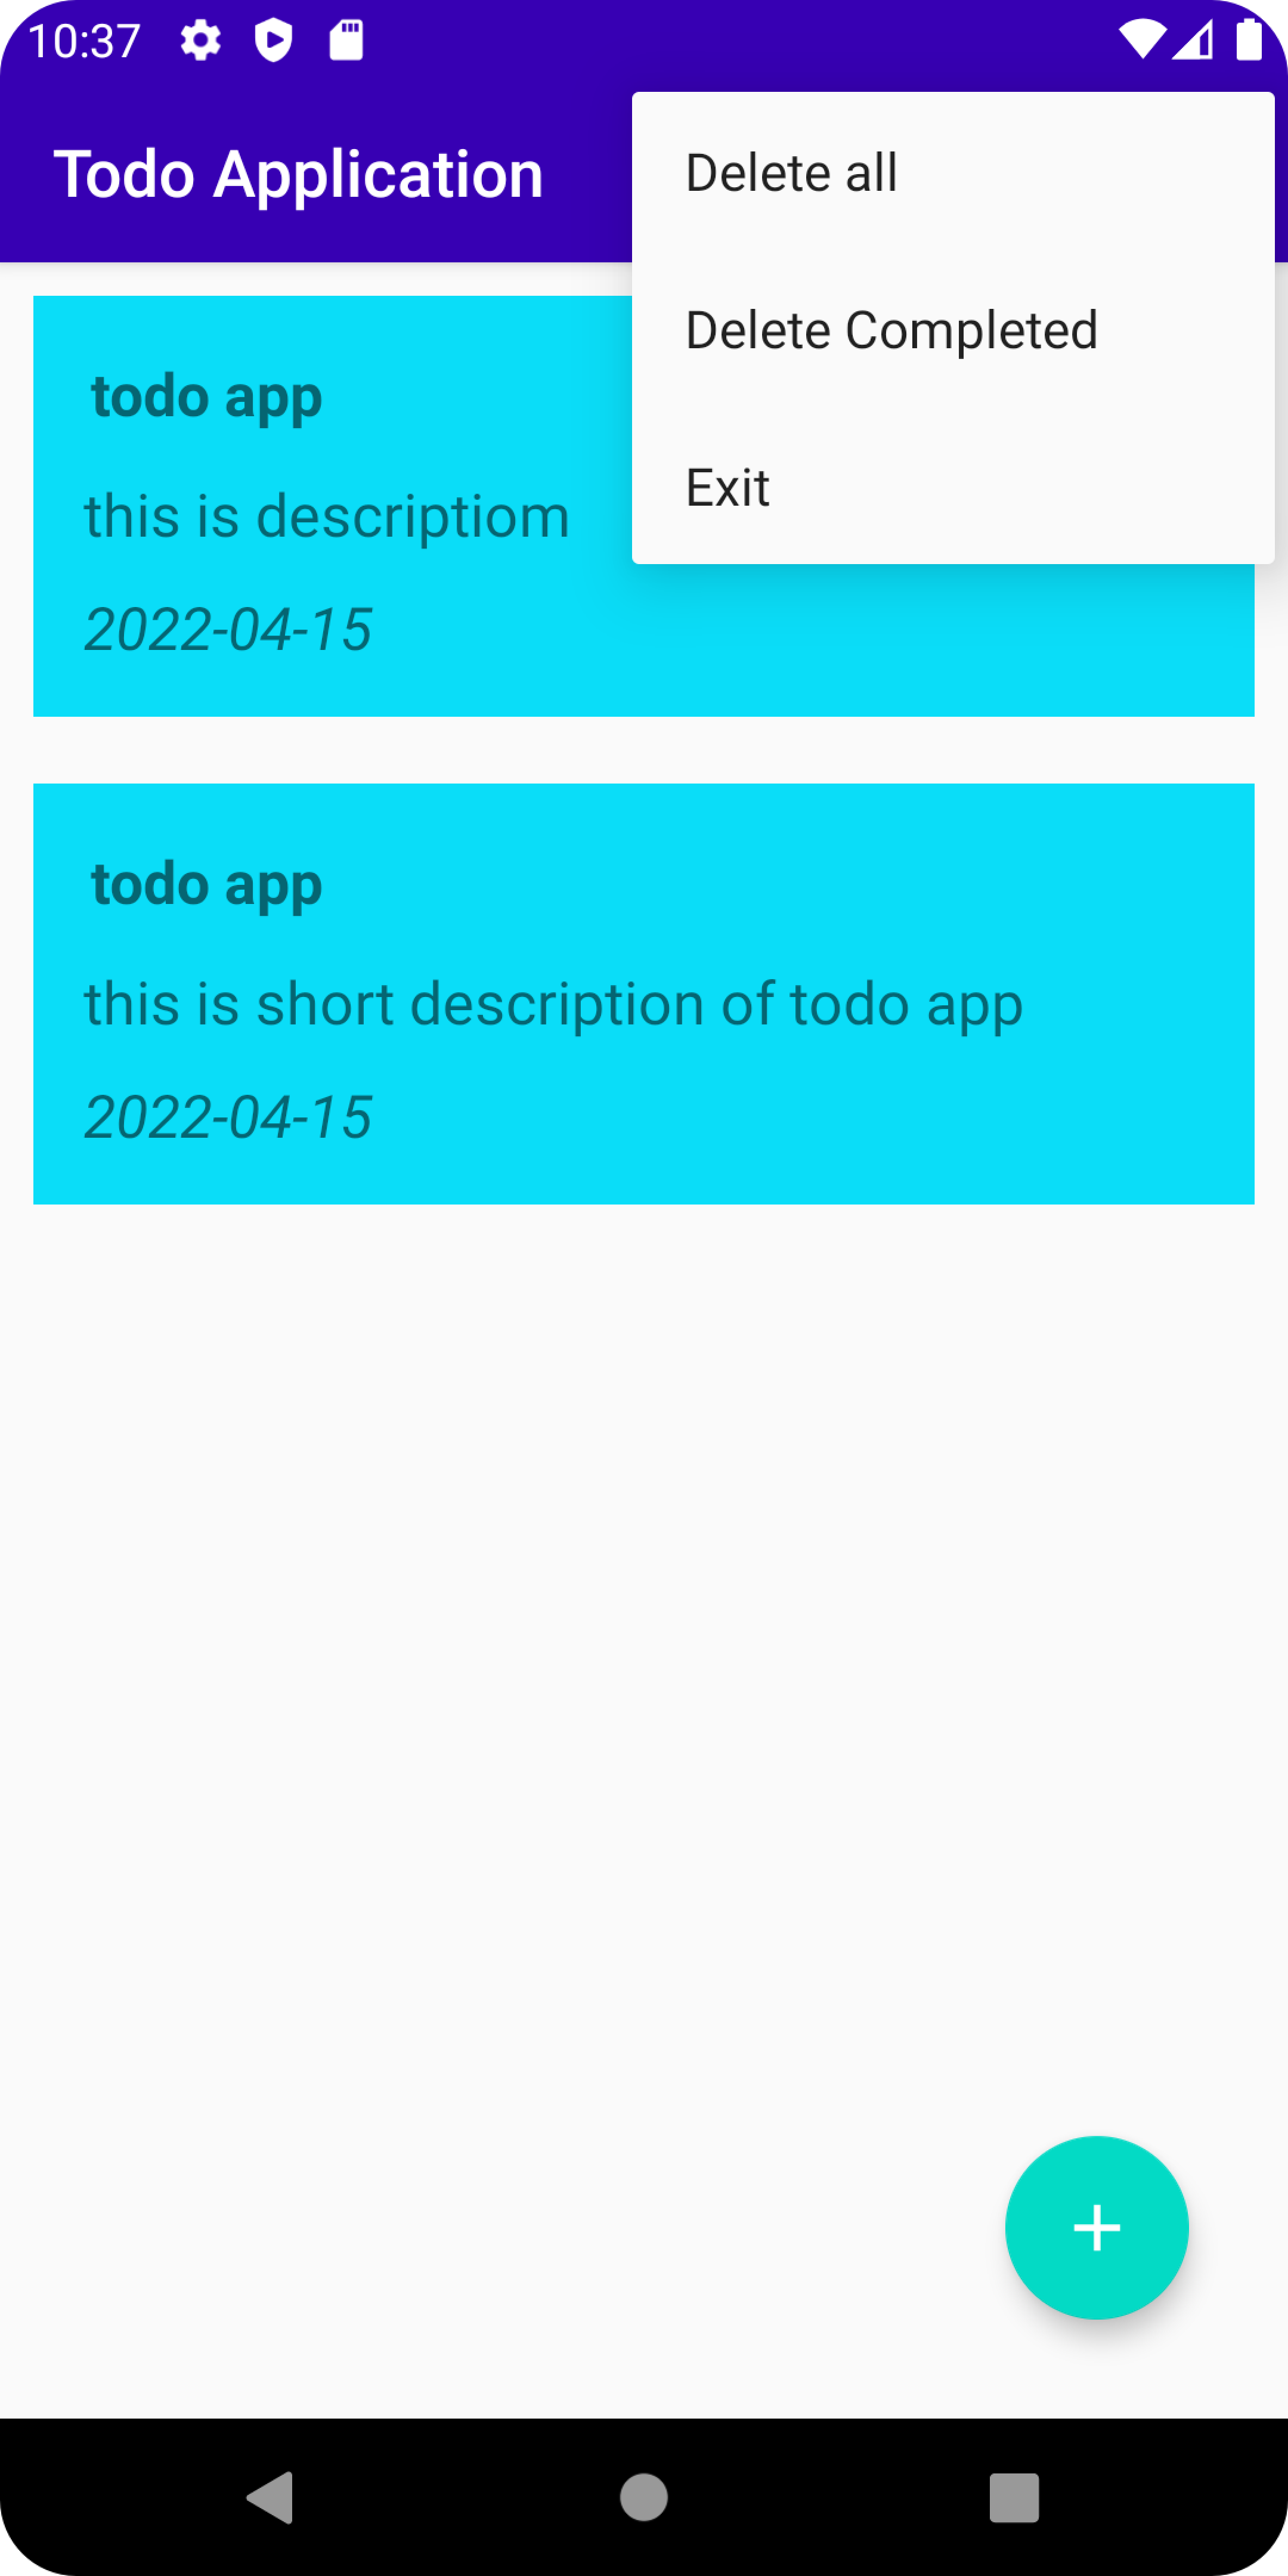 10:37
Todo Application
Delete all
Delete Completed
Exit
todo app
this is descriptiom
2022-04-15
todo app
this is short description of todo app
2022-04-15